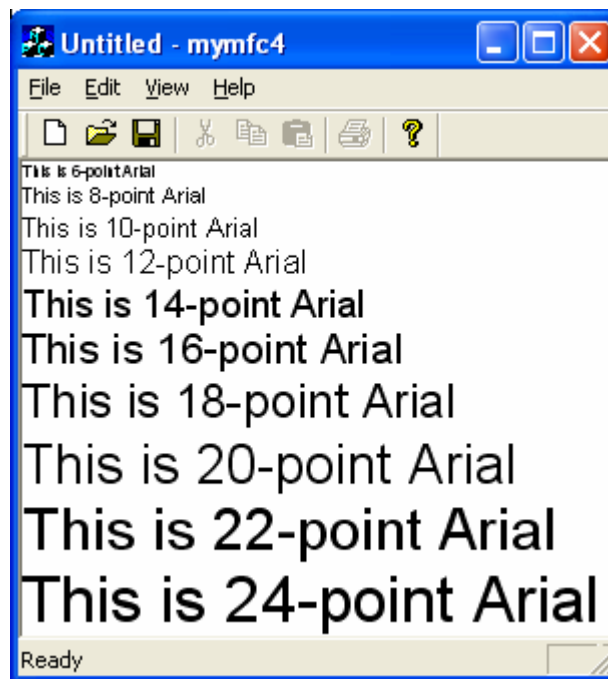 Untitled - mymfc4
File Edit View Help
This is 6-point Arial
This is 8-point Arial
This is 10-point Arial
This is 12-point Arial
This is 14-point Arial
This is 16-point Arial
This is 18-point Arial
This is 20-point Arial
This is 22-point Arial
This is 24-point Arial
Ready